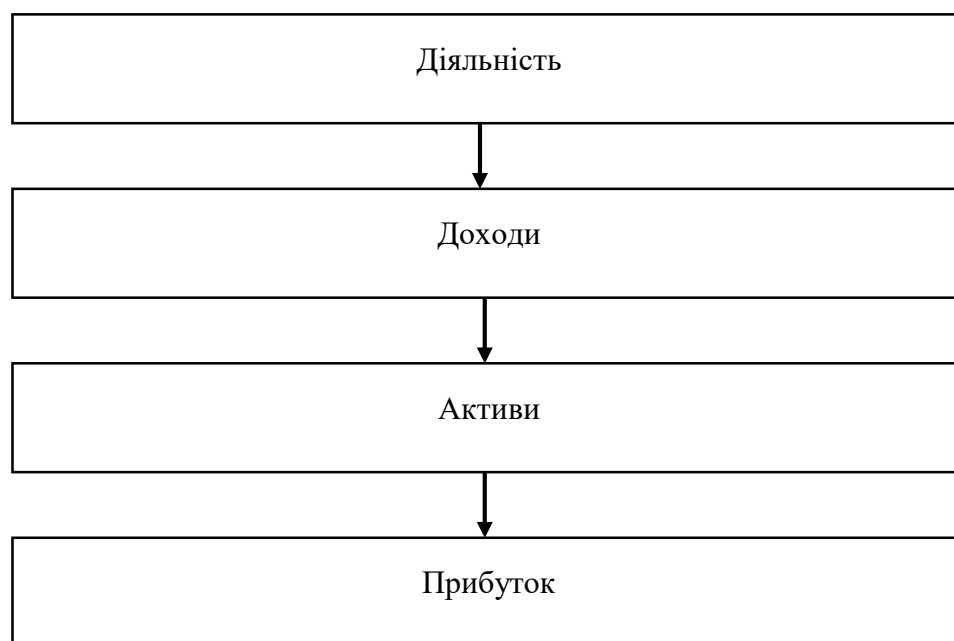 Діяльність
Доходи
Активи
Прибуток